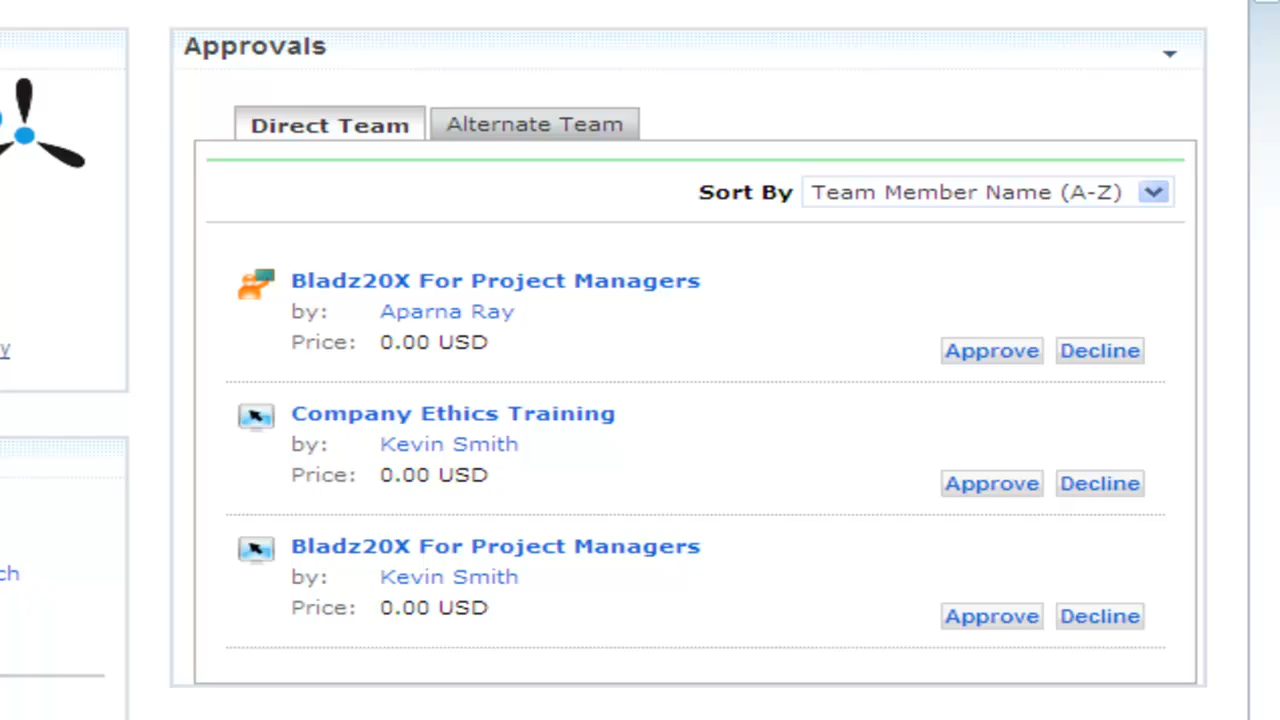 Approvals
Direct Team Alternate Team
Sort By Team Member Name (A-Z)
Bladz20X For Project Managers
by: Aparna Ray
Price: 0.00 USD
Approve Decline
Company Ethics Training
by: Kevin Smith
Price: 0.00 USD
Approve Decline
Bladz20X For Project Managers
by: Kevin Smith
Price: 0.00 USD
Approve Decline
y
ch